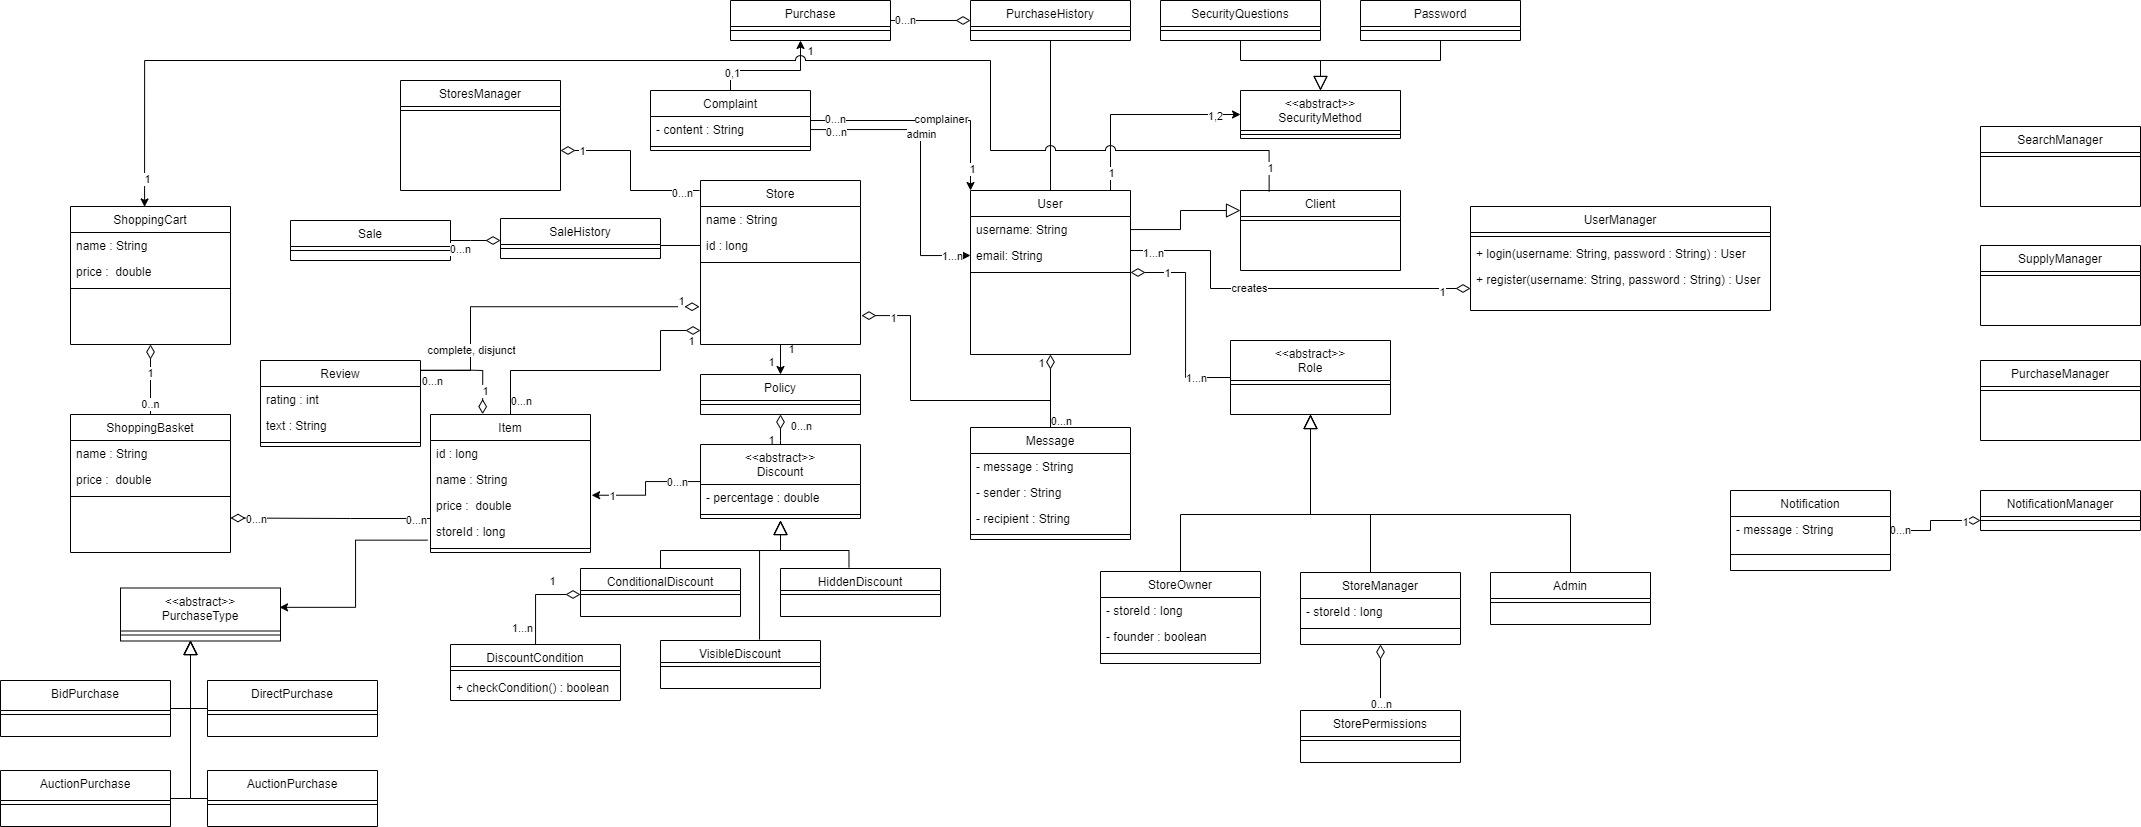 Purchase
0...n
PurchaseHistory
SecurityQuestions
Password
1
0,1
StoresManager
Complaint
- content : String
0...n
complainer
0...n
admin
<<abstract>>
SecurityMethod
1,2
SearchManager
1
1
1
1
1
0...n
Store
name : String
id : long
User
username: String
email: String
1...n
Client
ShoppingCart
name : String
price :  double
Sale
0...n
SaleHistory
UserManager
+ login(username: String, password : String) : User
+ register(username: String, password : String) : User
1...n
creates
1
1
SupplyManager
1
1
1
complete, disjunct
0...n
1
1
1
1
Policy
0...n
1
1
1...n
<<abstract>>
Role
PurchaseManager
Review
rating : int
text : String
1
0...n
1
0..n
ShoppingBasket
name : String
price :  double
0...n
0...n
Item
id : long
name : String
price :  double
storeId : long
<<abstract>>
Discount
- percentage : double
0...n
1
0...n
Message
- message : String
- sender : String
- recipient : String
Notification
- message : String
0...n
1
NotificationManager
<<abstract>>
PurchaseType
ConditionalDiscount
HiddenDiscount
1
1...n
DiscountCondition
+ checkCondition() : boolean
VisibleDiscount
StoreOwner
- storeId : long
- founder : boolean
StoreManager
- storeId : long
Admin
0...n
StorePermissions
BidPurchase
DirectPurchase
AuctionPurchase
AuctionPurchase